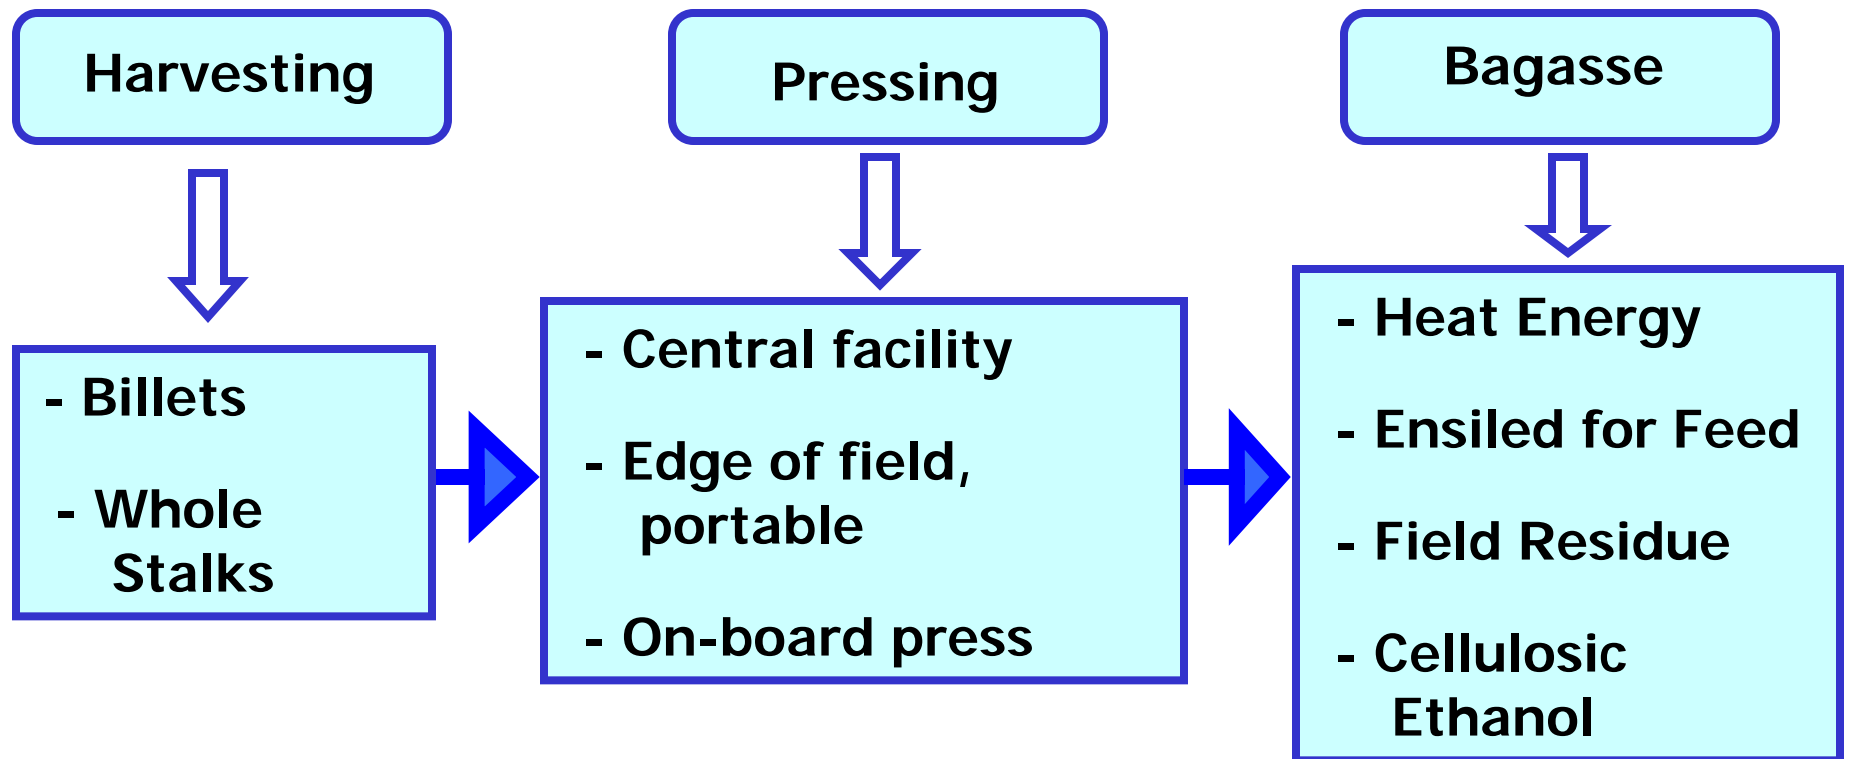 Harvesting
Pressing
Bagasse
- Billets
- Whole
Stalks
- Central facility
- Edge of field,
portable
- On-board press
- Heat Energy
- Ensiled for Feed
- Field Residue
- Cellulosic
Ethanol